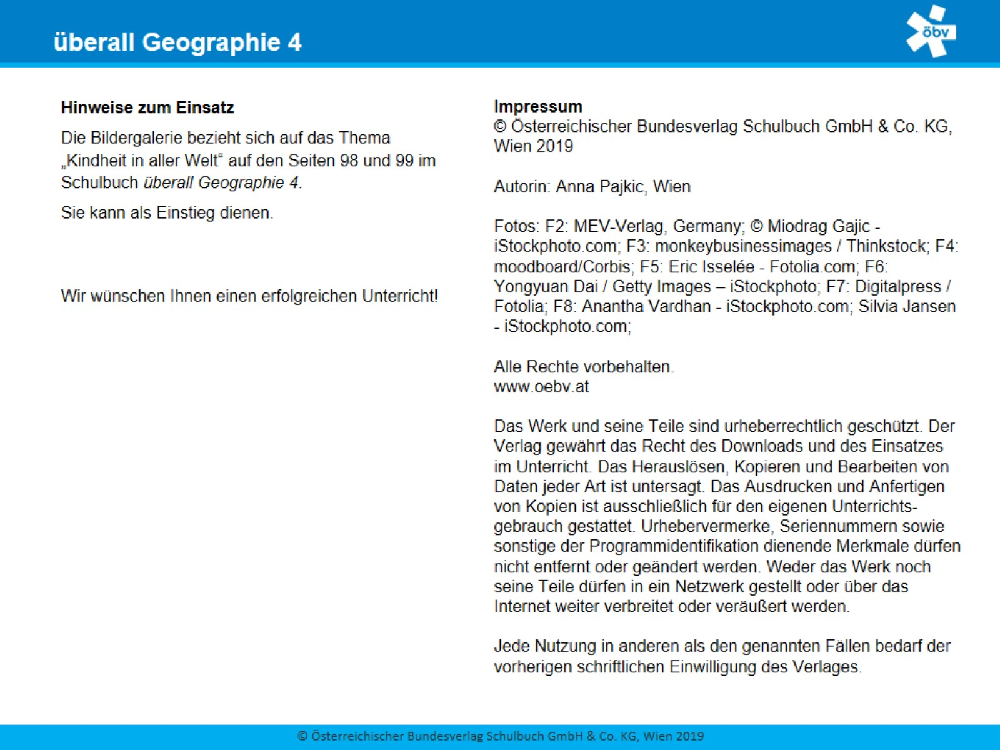 überall Geographie 4
öbv
Hinweise zum Einsatz
Die Bildergalerie bezieht sich auf das Thema
„Kindheit in aller Welt“ auf den Seiten 98 und 99 im
Schulbuch überall Geographie 4.
Sie kann als Einstieg dienen.
Wir wünschen Ihnen einen erfolgreichen Unterricht!
Impressum
© Österreichischer Bundesverlag Schulbuch GmbH & Co. KG,
Wien 2019
Autorin: Anna Pajkic, Wien
Fotos: F2: MEV-Verlag, Germany; © Miodrag Gajic -
iStockphoto.com; F3: monkeybusinessimages / Thinkstock; F4:
moodboard/Corbis; F5: Eric Isselée - Fotolia.com; F6:
Yongyuan Dai / Getty Images – iStockphoto; F7: Digitalpress /
Fotolia; F8: Anantha Vardhan - iStockphoto.com; Silvia Jansen
- iStockphoto.com;
Alle Rechte vorbehalten.
www.oebv.at
Das Werk und seine Teile sind urheberrechtlich geschützt. Der
Verlag gewährt das Recht des Downloads und des Einsatzes
im Unterricht. Das Herauslösen, Kopieren und Bearbeiten von
Daten jeder Art ist untersagt. Das Ausdrucken und Anfertigen
von Kopien ist ausschließlich für den eigenen Unterrichts-
gebrauch gestattet. Urhebervermerke, Seriennummern sowie
sonstige der Programmidentifikation dienende Merkmale dürfen
nicht entfernt oder geändert werden. Weder das Werk noch
seine Teile dürfen in ein Netzwerk gestellt oder über das
Internet weiter verbreitet oder veräußert werden.
Jede Nutzung in anderen als den genannten Fällen bedarf der
vorherigen schriftlichen Einwilligung des Verlages.
© Österreichischer Bundesverlag Schulbuch GmbH & Co. KG, Wien 2019